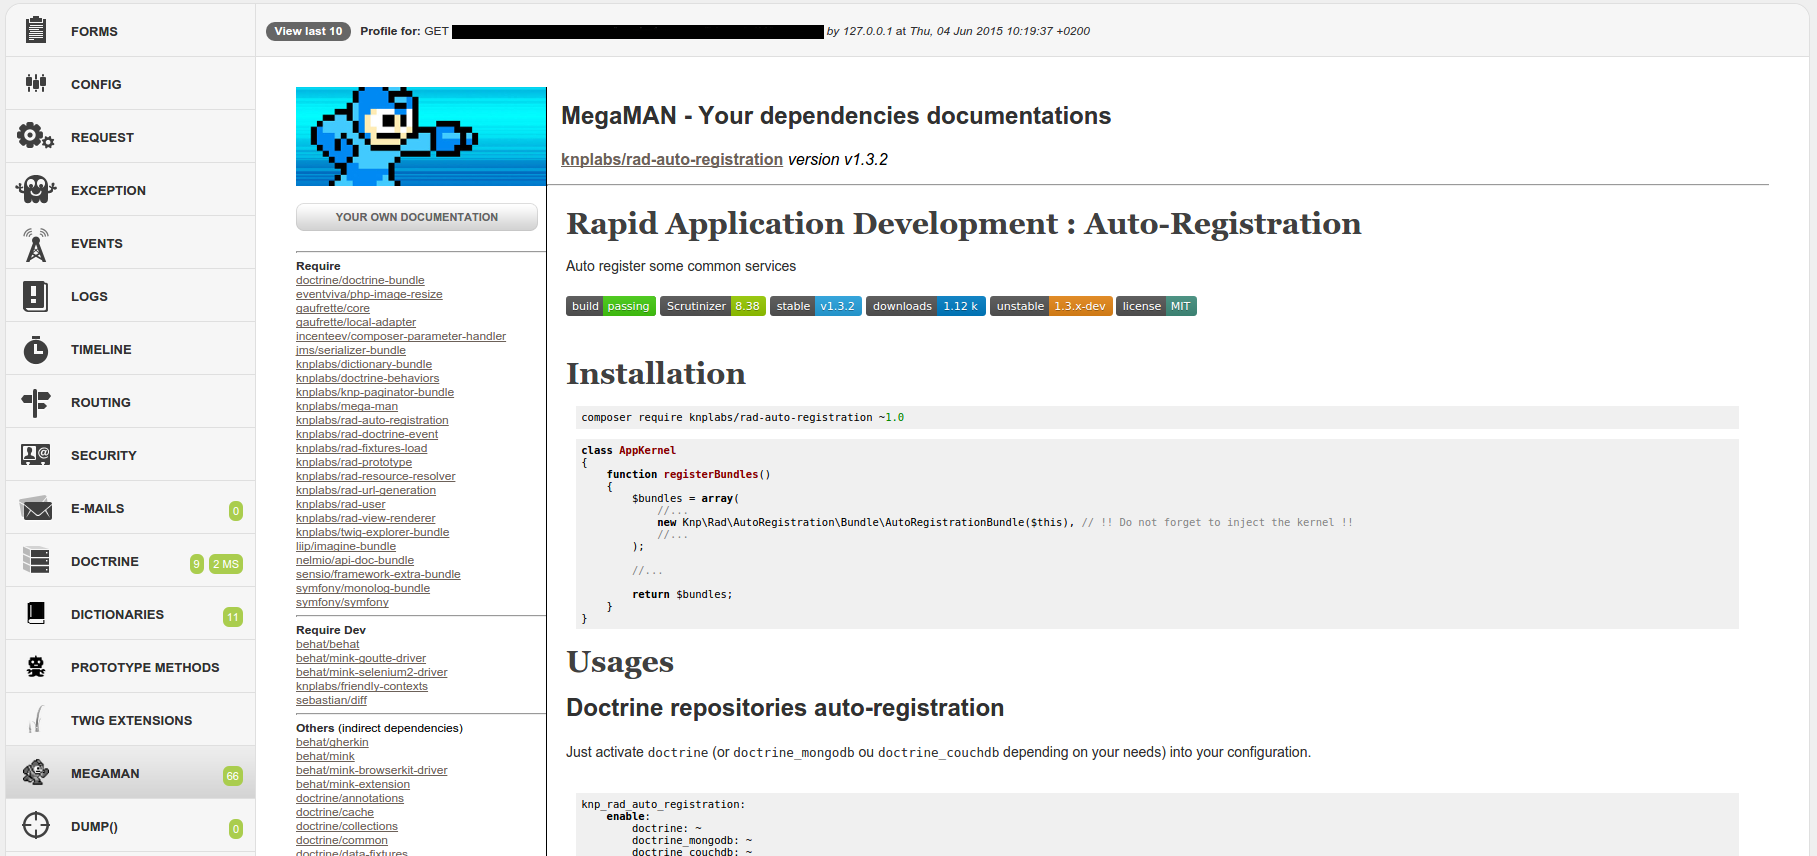 FORMS
CONFIG
REQUEST
EXCEPTION
EVENTS
LOGS
TIMELINE
ROUTING
SECURITY
E-MAILS 0
DOCTRINE 9 2 MS
DICTIONARIES 11
PROTOTYPE METHODS
TWIG EXTENSIONS
MEGAMAN 66
DUMP() 0
View last 10 Profile for: GET by 127.0.0.1 at Thu, 04 Jun 2015 10:19:37 +0200
YOUR OWN DOCUMENTATION
Require
doctrine/doctrine-bundle
eventviva/php-image-resize
gaufrette/core
gaufrette/local-adapter
incenteev/composer-parameter-handler
jms/serializer-bundle
knplabs/dictionary-bundle
knplabs/doctrine-behaviors
knplabs/knp-paginator-bundle
knplabs/mega-man
knplabs/rad-auto-registration
knplabs/rad-doctrine-event
knplabs/rad-fixtures-load
knplabs/rad-prototype
knplabs/rad-resource-resolver
knplabs/rad-url-generation
knplabs/rad-user
knplabs/rad-view-renderer
knplabs/twig-explorer-bundle
liip/imagine-bundle
nelmio/api-doc-bundle
sensio/framework-extra-bundle
symfony/monolog-bundle
symfony/symfony
Require Dev
behat/behat
behat/mink-goutte-driver
behat/mink-selenium2-driver
knplabs/friendly-contexts
sebastian/diff
Others (indirect dependencies)
behat/gherkin
behat/mink
behat/mink-browserkit-driver
behat/mink-extension
doctrine/annotations
doctrine/cache
doctrine/collections
doctrine/common
doctrine/data-fixtures
MegaMAN - Your dependencies documentations
knplabs/rad-auto-registration version v1.3.2
Rapid Application Development : Auto-Registration
Auto register some common services
build passing Scrutinizer 8.38 stable v1.3.2 downloads 1.12 k unstable 1.3.x-dev license MIT
Installation
composer require knplabs/rad-auto-registration ~1.0
class AppKernel
{
function registerBundles()
{
$bundles = array(
//...
new Knp\Rad\AutoRegistration\Bundle\AutoRegistrationBundle($this), // !! Do not forget to inject the kernel !!
//...
);
//...
return $bundles;
}
}
Usages
Doctrine repositories auto-registration
Just activate doctrine (or doctrine_mongodb ou doctrine_couchdb depending on your needs) into your configuration.
knp_rad_auto_registration:
enable:
doctrine: ~
doctrine_mongodb: ~
doctrine_couchdb: ~